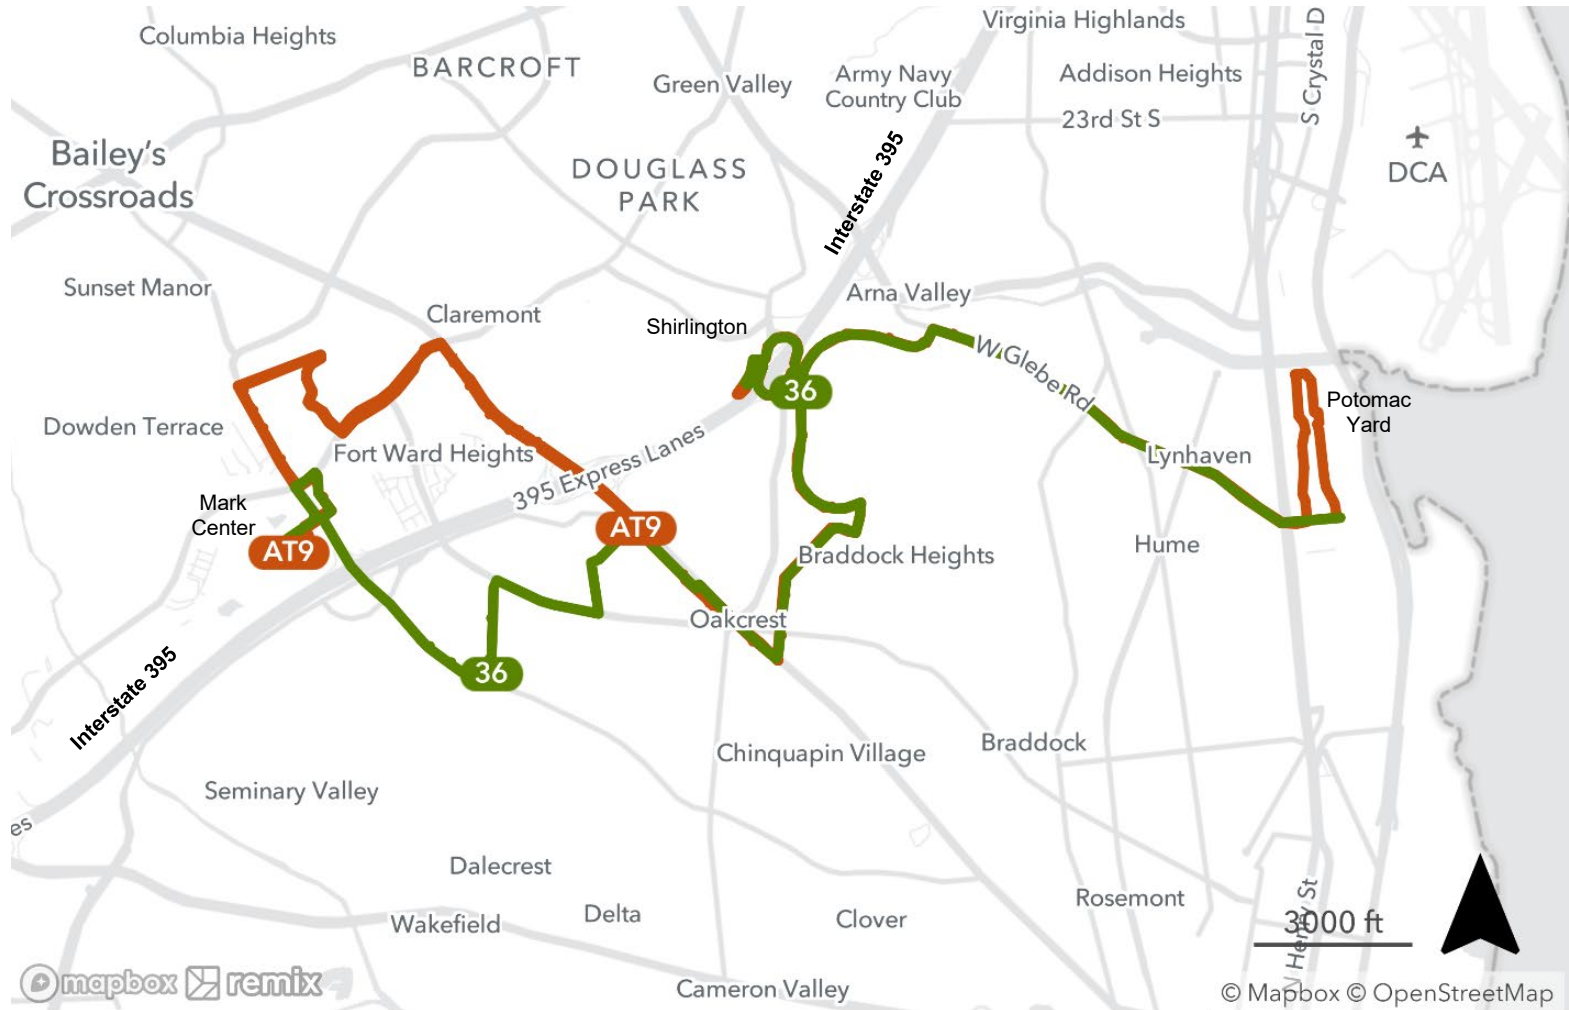 Virginia Highlands
Columbia Heights
S Crystal D
BARCROFT
Green Valley
Army Navy
Country Club
Addison Heights
23rd St S
Bailey's
Crossroads
DOUGLASS
PARK
Interstate 395
DCA
Sunset Manor
Claremont
Shirlington
Arna Valley
W Glebe Rd
36
Potomac
Yard
Dowden Terrace
Fort Ward Heights
395 Express Lanes
Lynhaven
Mark
Center
AT9
AT9
Braddock Heights
Hume
Oakcrest
36
Interstate 395
Braddock
Chinquapin Village
Seminary Valley
es
Dalecrest
Rosemont
Delta
Clover
Wakefield
3000 ft
N Henry St
mapbox remix
Cameron Valley
© Mapbox © OpenStreetMap